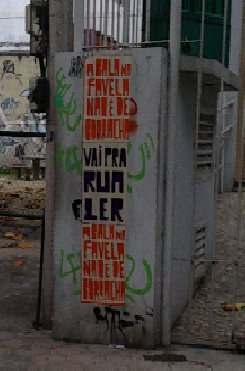 A BALA NA
FAVELA
NÃO É DE
BORRACHA
VAI PRA
RUA
LER
A BALA NA
FAVELA
NÃO É DE
BORRACHA